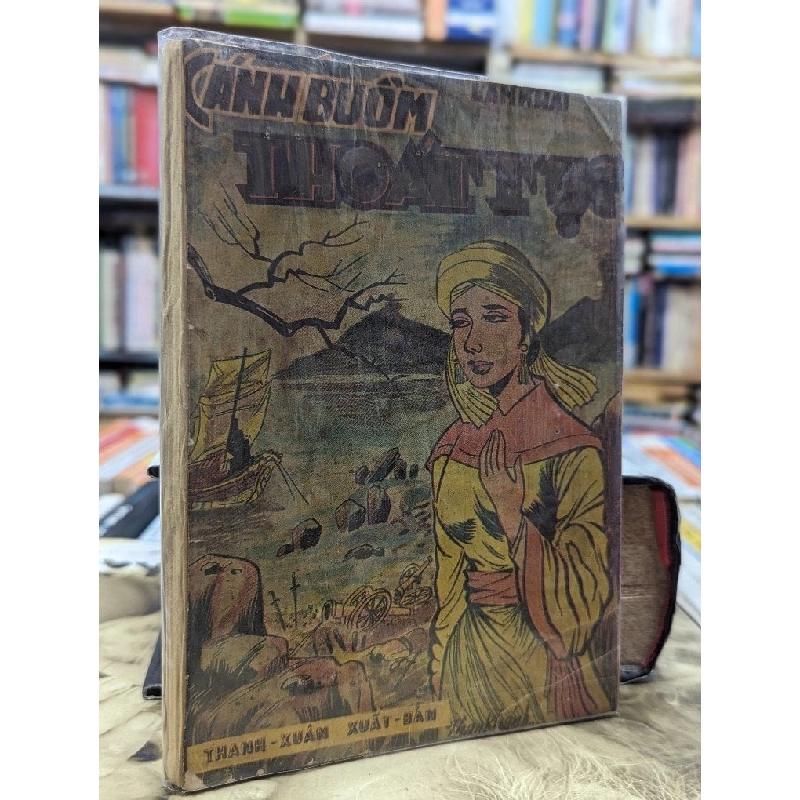 CÁNH BUỒM
LAN KHAI
THOÁT TỤC
THANH - XUÂN XUẤT - BẢN